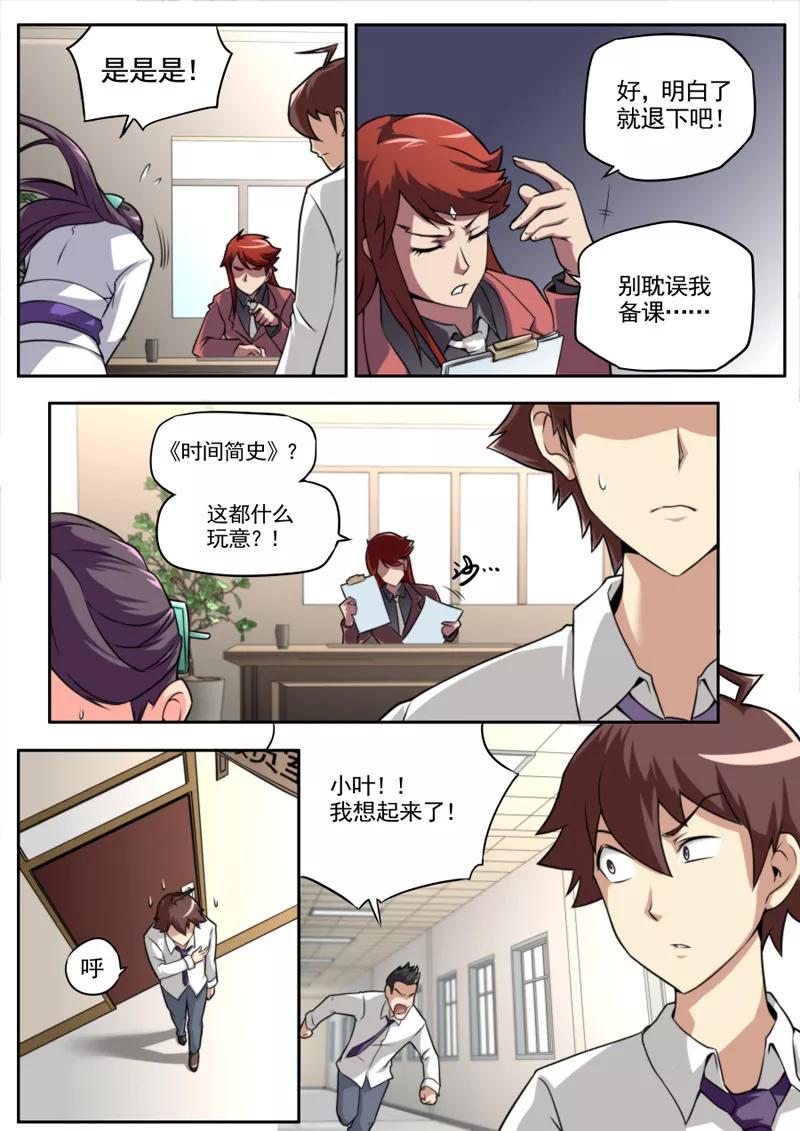 是是是！
好，明白了
就退下吧！
别耽误我
备课……
《时间简史》？
这都什么
玩意？！
沙…
呼
小叶！！
我想起来了！